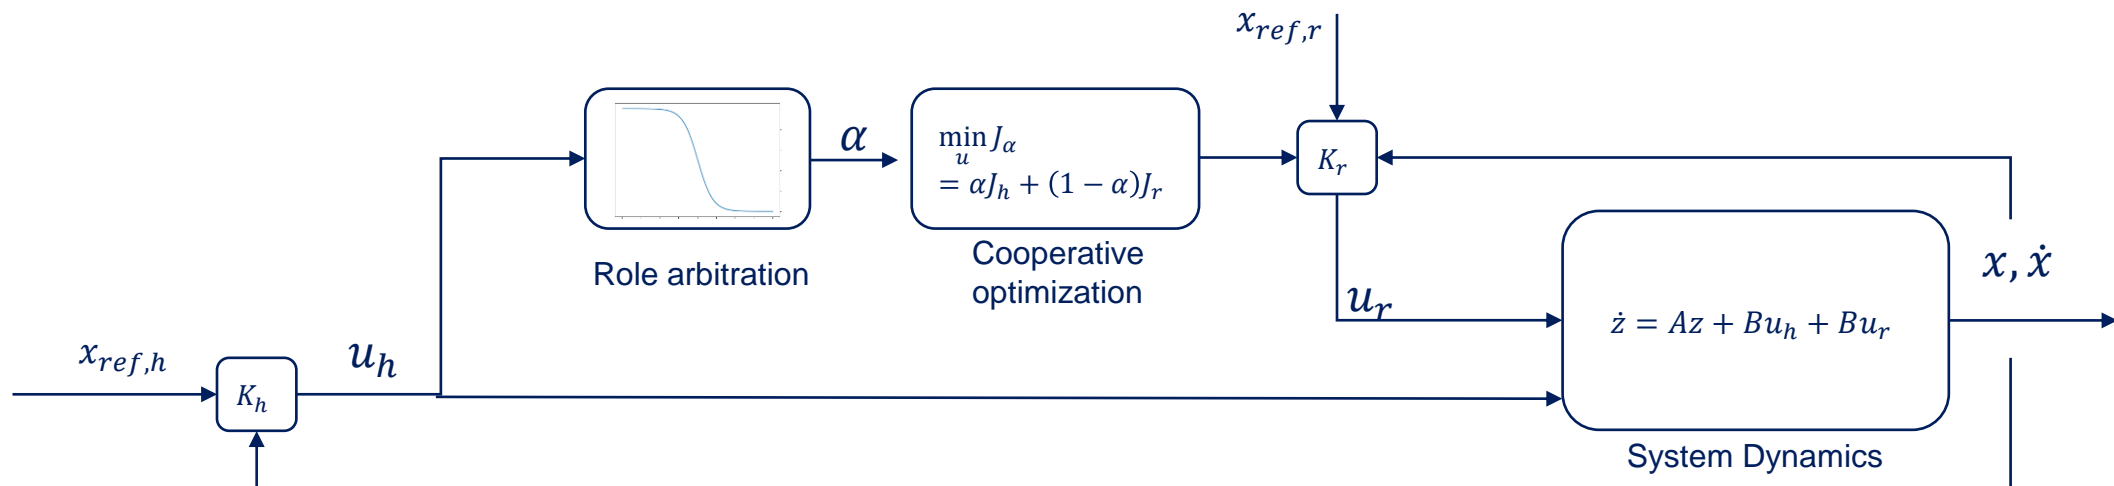 x_{ref,r}
α
min_u J_α
= αJ_h + (1 − α)J_r
K_r
Role arbitration
Cooperative
optimization
x, ẋ
u_r
ż = Az + Bu_h + Bu_r
x_{ref,h}
K_h
u_h
System Dynamics